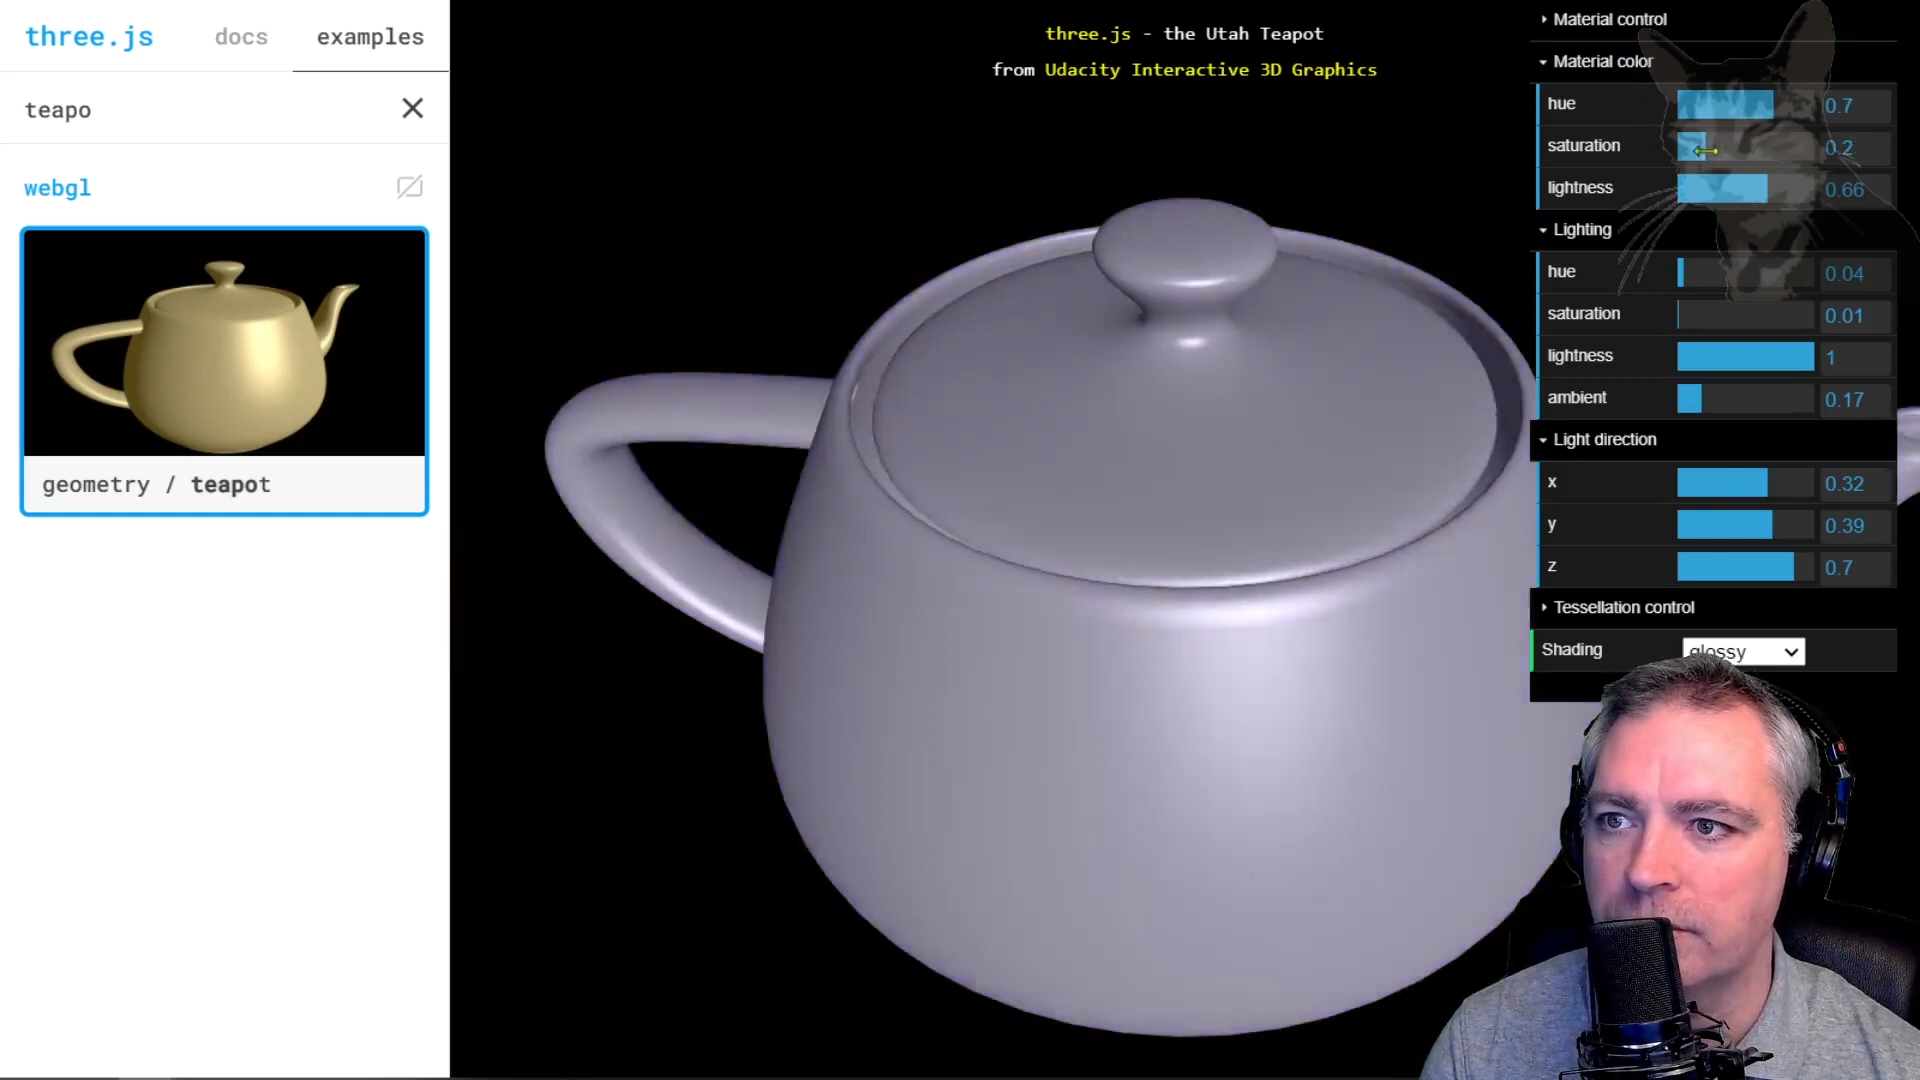 three.js docs examples
teapo
webgl
geometry / teapot
three.js - the Utah Teapot
from Udacity Interactive 3D Graphics
Material control
Material color
hue 0.7
saturation 0.2
lightness 0.66
Lighting
hue 0.04
saturation 0.01
lightness 1
ambient 0.17
Light direction
x 0.32
y 0.39
z 0.7
Tessellation control
Shading glossy